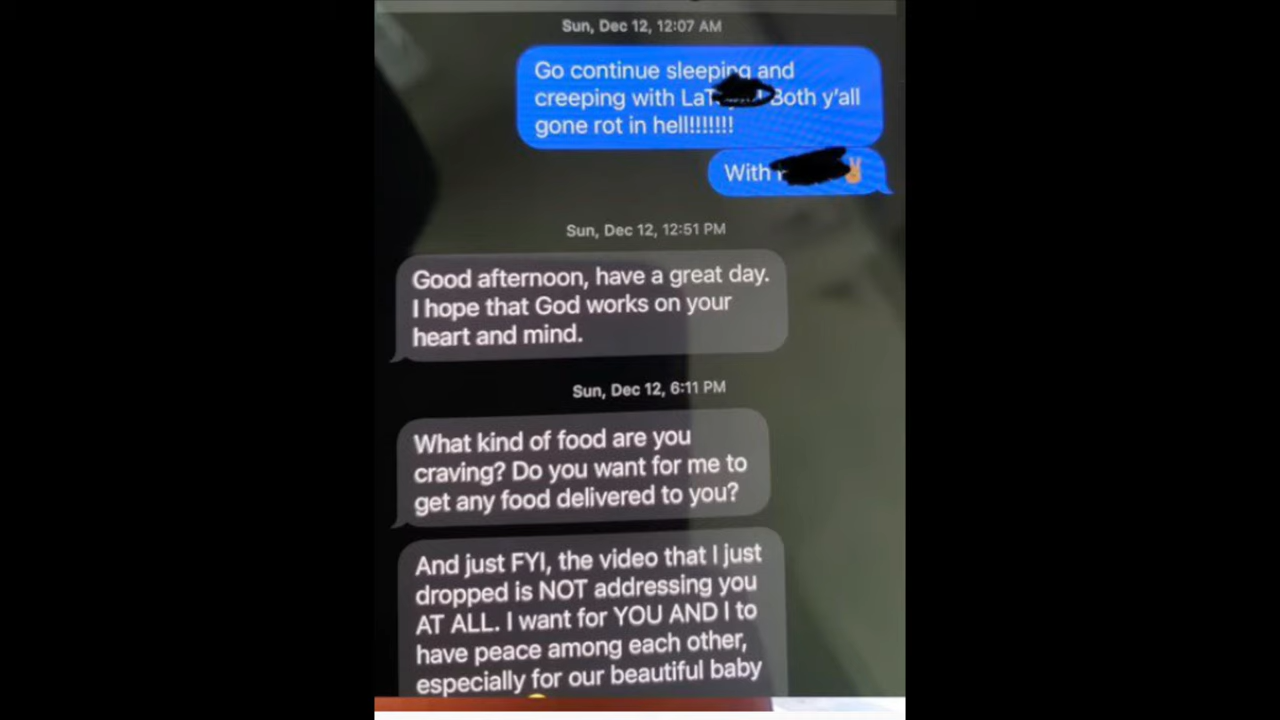 Sun, Dec 12, 12:07 AM
Go continue sleeping and
creeping with Both y'all
gone rot in hell!!!!!!!
With ✌🏽
Sun, Dec 12, 12:51 PM
Good afternoon, have a great day.
I hope that God works on your
heart and mind.
Sun, Dec 12, 6:11 PM
What kind of food are you
craving? Do you want for me to
get any food delivered to you?
And just FYI, the video that I just
dropped is NOT addressing you
AT ALL. I want for YOU AND I to
have peace among each other,
especially for our beautiful baby